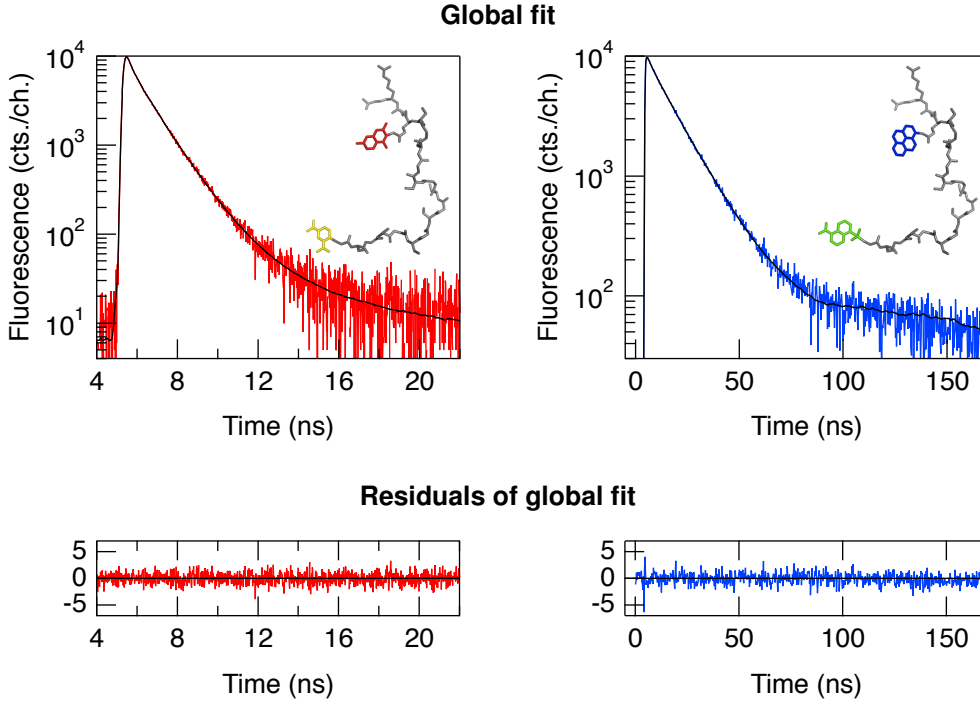 Global fit
Fluorescence (cts./ch.)
10^4
10^3
10^2
10^1
4 8 12 16 20
Time (ns)
Fluorescence (cts./ch.)
10^4
10^3
10^2
0 50 100 150
Time (ns)
Residuals of global fit
5
0
-5
4 8 12 16 20
Time (ns)
5
0
-5
0 50 100 150
Time (ns)